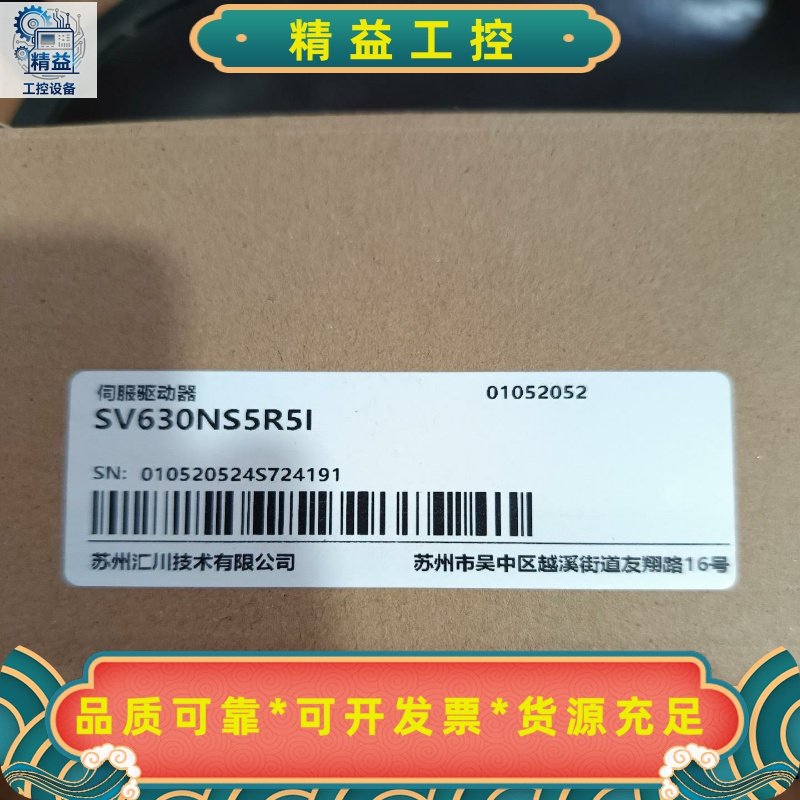 精益工控
精益
工控设备
伺服驱动器
01052052
SV630NS5R5I
SN: 010520524S724191
苏州汇川技术有限公司
苏州市吴中区越溪街道友翔路16号
品质可靠*可开发票*货源充足